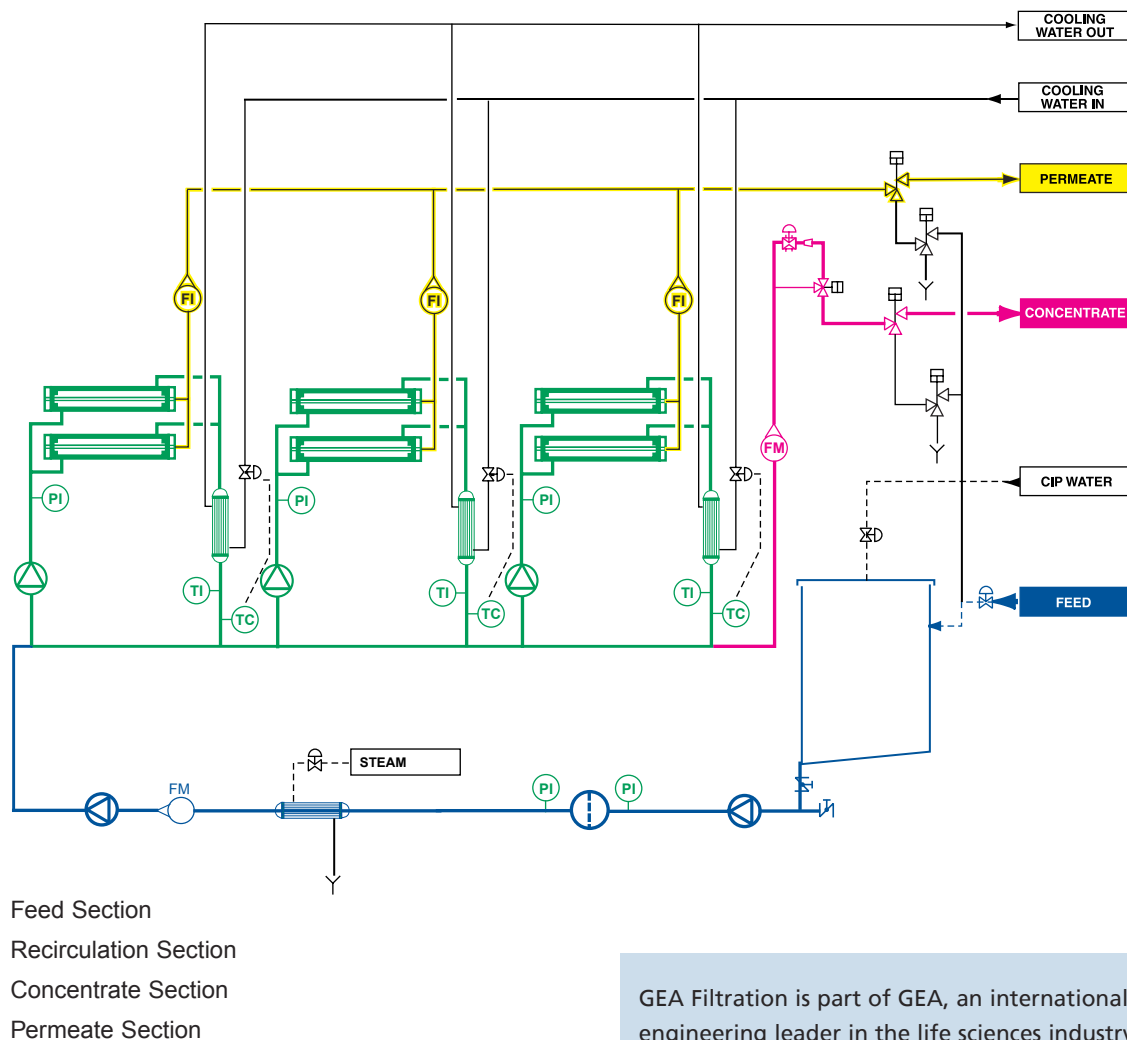 COOLING
WATER OUT
COOLING
WATER IN
PERMEATE
FI
FI
FI
CONCENTRATE
FM
PI
PI
PI
CIP WATER
TI
TC
TI
TC
TI
TC
FEED
STEAM
FM
PI
PI
Feed Section
Recirculation Section
Concentrate Section
Permeate Section
GEA Filtration is part of GEA, an international
engineering leader in the life sciences industry